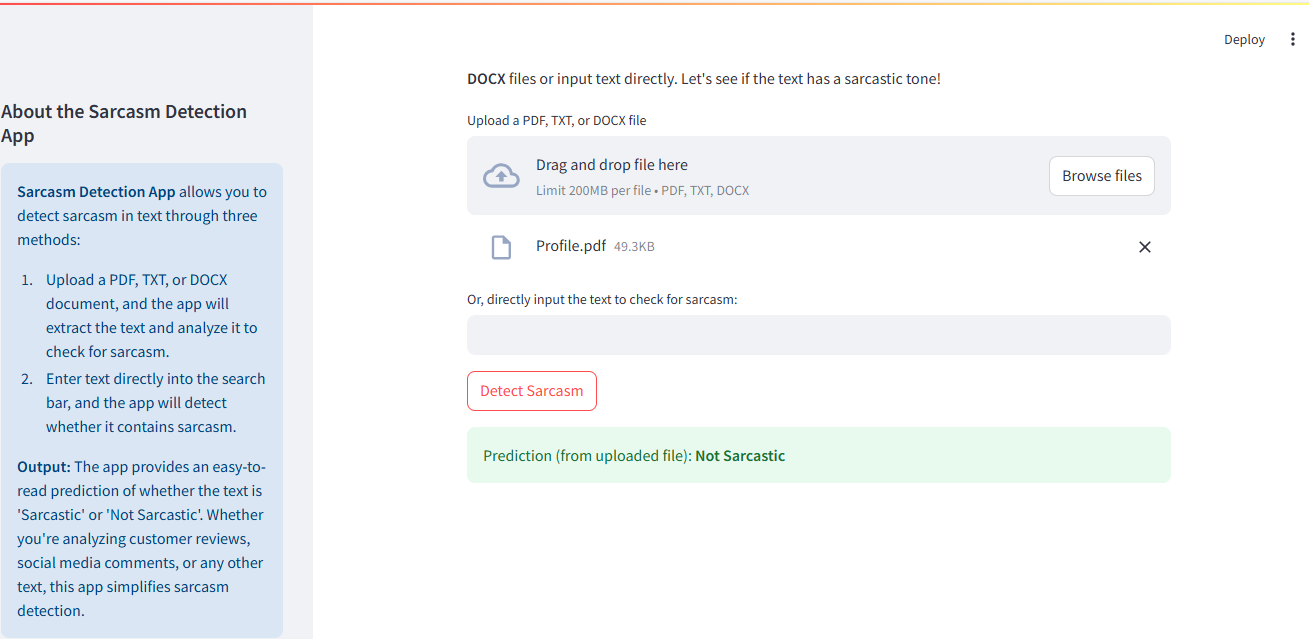 Deploy
About the Sarcasm Detection
App
Sarcasm Detection App allows you to
detect sarcasm in text through three
methods:
1. Upload a PDF, TXT, or DOCX
document, and the app will
extract the text and analyze it to
check for sarcasm.
2. Enter text directly into the search
bar, and the app will detect
whether it contains sarcasm.
Output: The app provides an easy-to-
read prediction of whether the text is
'Sarcastic' or 'Not Sarcastic'. Whether
you're analyzing customer reviews,
social media comments, or any other
text, this app simplifies sarcasm
detection.
DOCX files or input text directly. Let's see if the text has a sarcastic tone!
Upload a PDF, TXT, or DOCX file
Drag and drop file here
Limit 200MB per file • PDF, TXT, DOCX
Browse files
Profile.pdf 49.3KB
Or, directly input the text to check for sarcasm:
Detect Sarcasm
Prediction (from uploaded file): Not Sarcastic